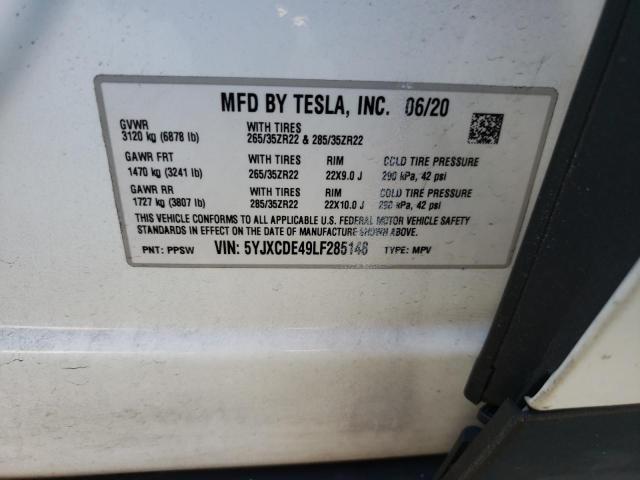 MFD BY TESLA, INC. 06/20
GVWR WITH TIRES
3120 kg (6878 lb) 265/35ZR22 & 285/35ZR22
GAWR FRT WITH TIRES RIM COLD TIRE PRESSURE
1470 kg (3241 lb) 265/35ZR22 22X9.0 J 290 kPa, 42 psi
GAWR RR WITH TIRES RIM COLD TIRE PRESSURE
1727 kg (3807 lb) 285/35ZR22 22X10.0 J 290 kPa, 42 psi
THIS VEHICLE CONFORMS TO ALL APPLICABLE U.S. FEDERAL MOTOR VEHICLE SAFETY
STANDARDS IN EFFECT ON THE DATE OF MANUFACTURE SHOWN ABOVE.
PNT: PPSW VIN: 5YJXCDE49LF285148 TYPE: MPV